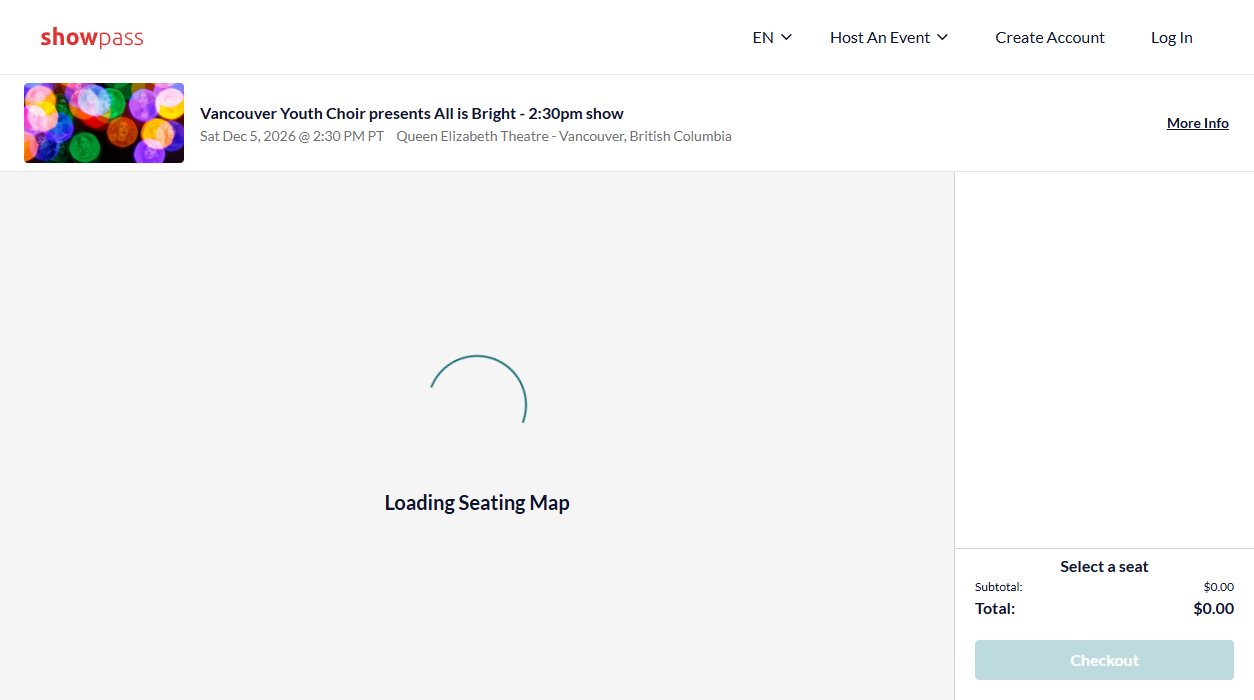 showpass
EN Host An Event Create Account Log In
Vancouver Youth Choir presents All is Bright - 2:30pm show
Sat Dec 5, 2026 @ 2:30 PM PT Queen Elizabeth Theatre - Vancouver, British Columbia
More Info
Loading Seating Map
Select a seat
Subtotal: $0.00
Total: $0.00
Checkout